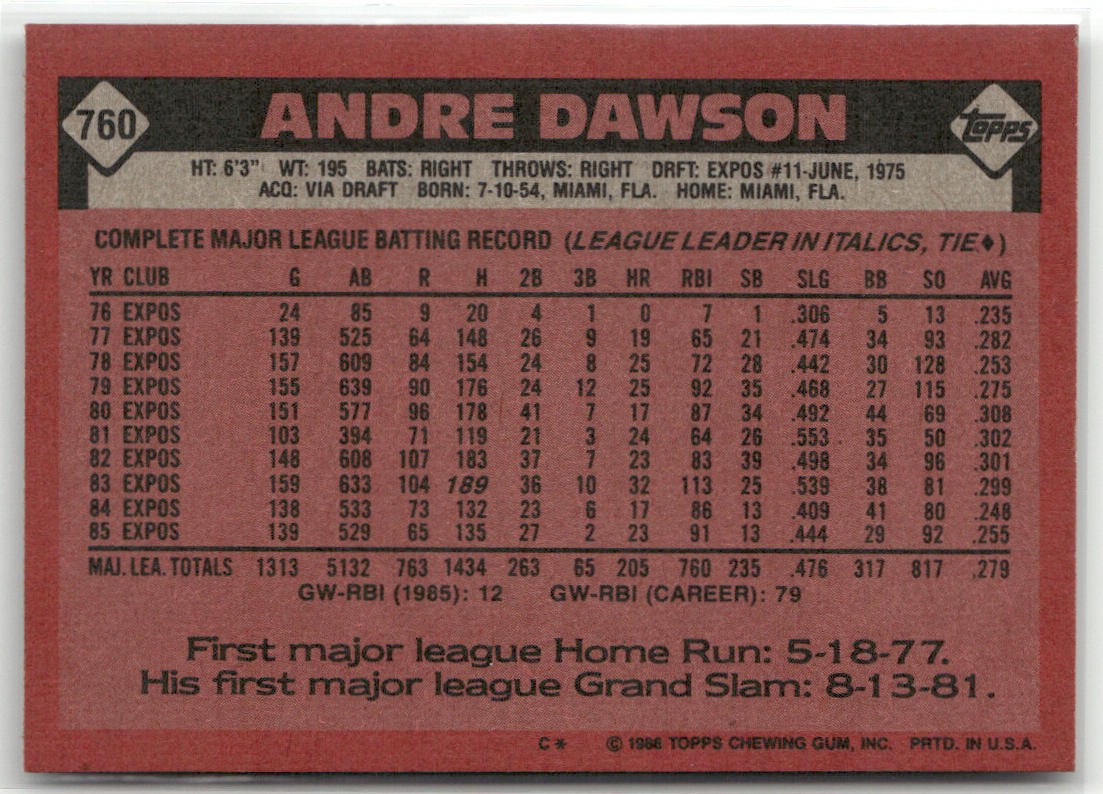 760 ANDRE DAWSON Topps
HT: 6'3" WT: 195 BATS: RIGHT THROWS: RIGHT DRFT: EXPOS #11-JUNE, 1975
ACQ: VIA DRAFT BORN: 7-10-54, MIAMI, FLA. HOME: MIAMI, FLA.
COMPLETE MAJOR LEAGUE BATTING RECORD (LEAGUE LEADER IN ITALICS, TIE♦)
YR CLUB G AB R H 2B 3B HR RBI SB SLG BB SO AVG
76 EXPOS 24 85 9 20 4 1 0 7 1 .306 5 13 .235
77 EXPOS 139 525 64 148 26 9 19 65 21 .474 34 93 .282
78 EXPOS 157 609 84 154 24 8 25 72 28 .442 30 128 .253
79 EXPOS 155 639 90 176 24 12 25 92 35 .468 27 115 .275
80 EXPOS 151 577 96 178 41 7 17 87 34 .492 44 69 .308
81 EXPOS 103 394 71 119 21 3 24 64 26 .553 35 50 .302
82 EXPOS 148 608 107 183 37 7 23 83 39 .498 34 96 .301
83 EXPOS 159 633 104 189 36 10 32 113 25 .539 38 81 .299
84 EXPOS 138 533 73 132 23 6 17 86 13 .409 41 80 .248
85 EXPOS 139 529 65 135 27 2 23 91 13 .444 29 92 .255
MAJ. LEA. TOTALS 1313 5132 763 1434 263 65 205 760 235 .476 317 817 .279
GW-RBI (1985): 12 GW-RBI (CAREER): 79
First major league Home Run: 5-18-77.
His first major league Grand Slam: 8-13-81.
C* © 1986 TOPPS CHEWING GUM, INC. PRTD. IN U.S.A.